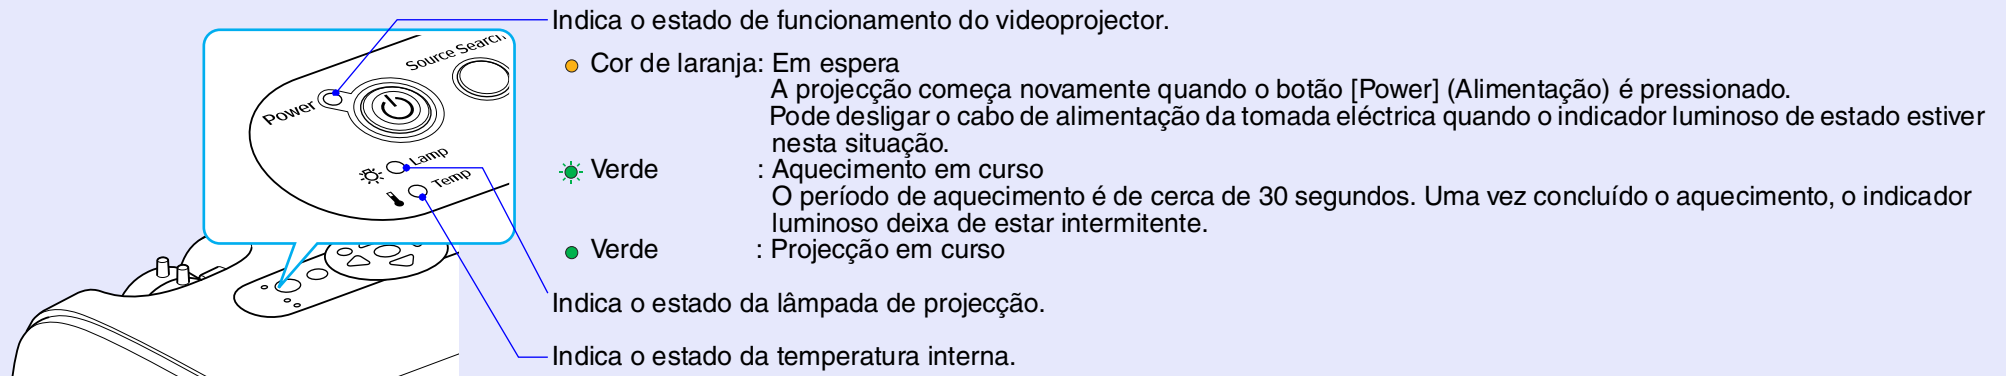 Indica o estado de funcionamento do videoprojector.
Source Search
Power
Lamp
Temp
Cor de laranja: Em espera
A projecção começa novamente quando o botão [Power] (Alimentação) é pressionado.
Pode desligar o cabo de alimentação da tomada eléctrica quando o indicador luminoso de estado estiver
nesta situação.
Verde : Aquecimento em curso
O período de aquecimento é de cerca de 30 segundos. Uma vez concluído o aquecimento, o indicador
luminoso deixa de estar intermitente.
Verde : Projecção em curso
Indica o estado da lâmpada de projecção.
Indica o estado da temperatura interna.